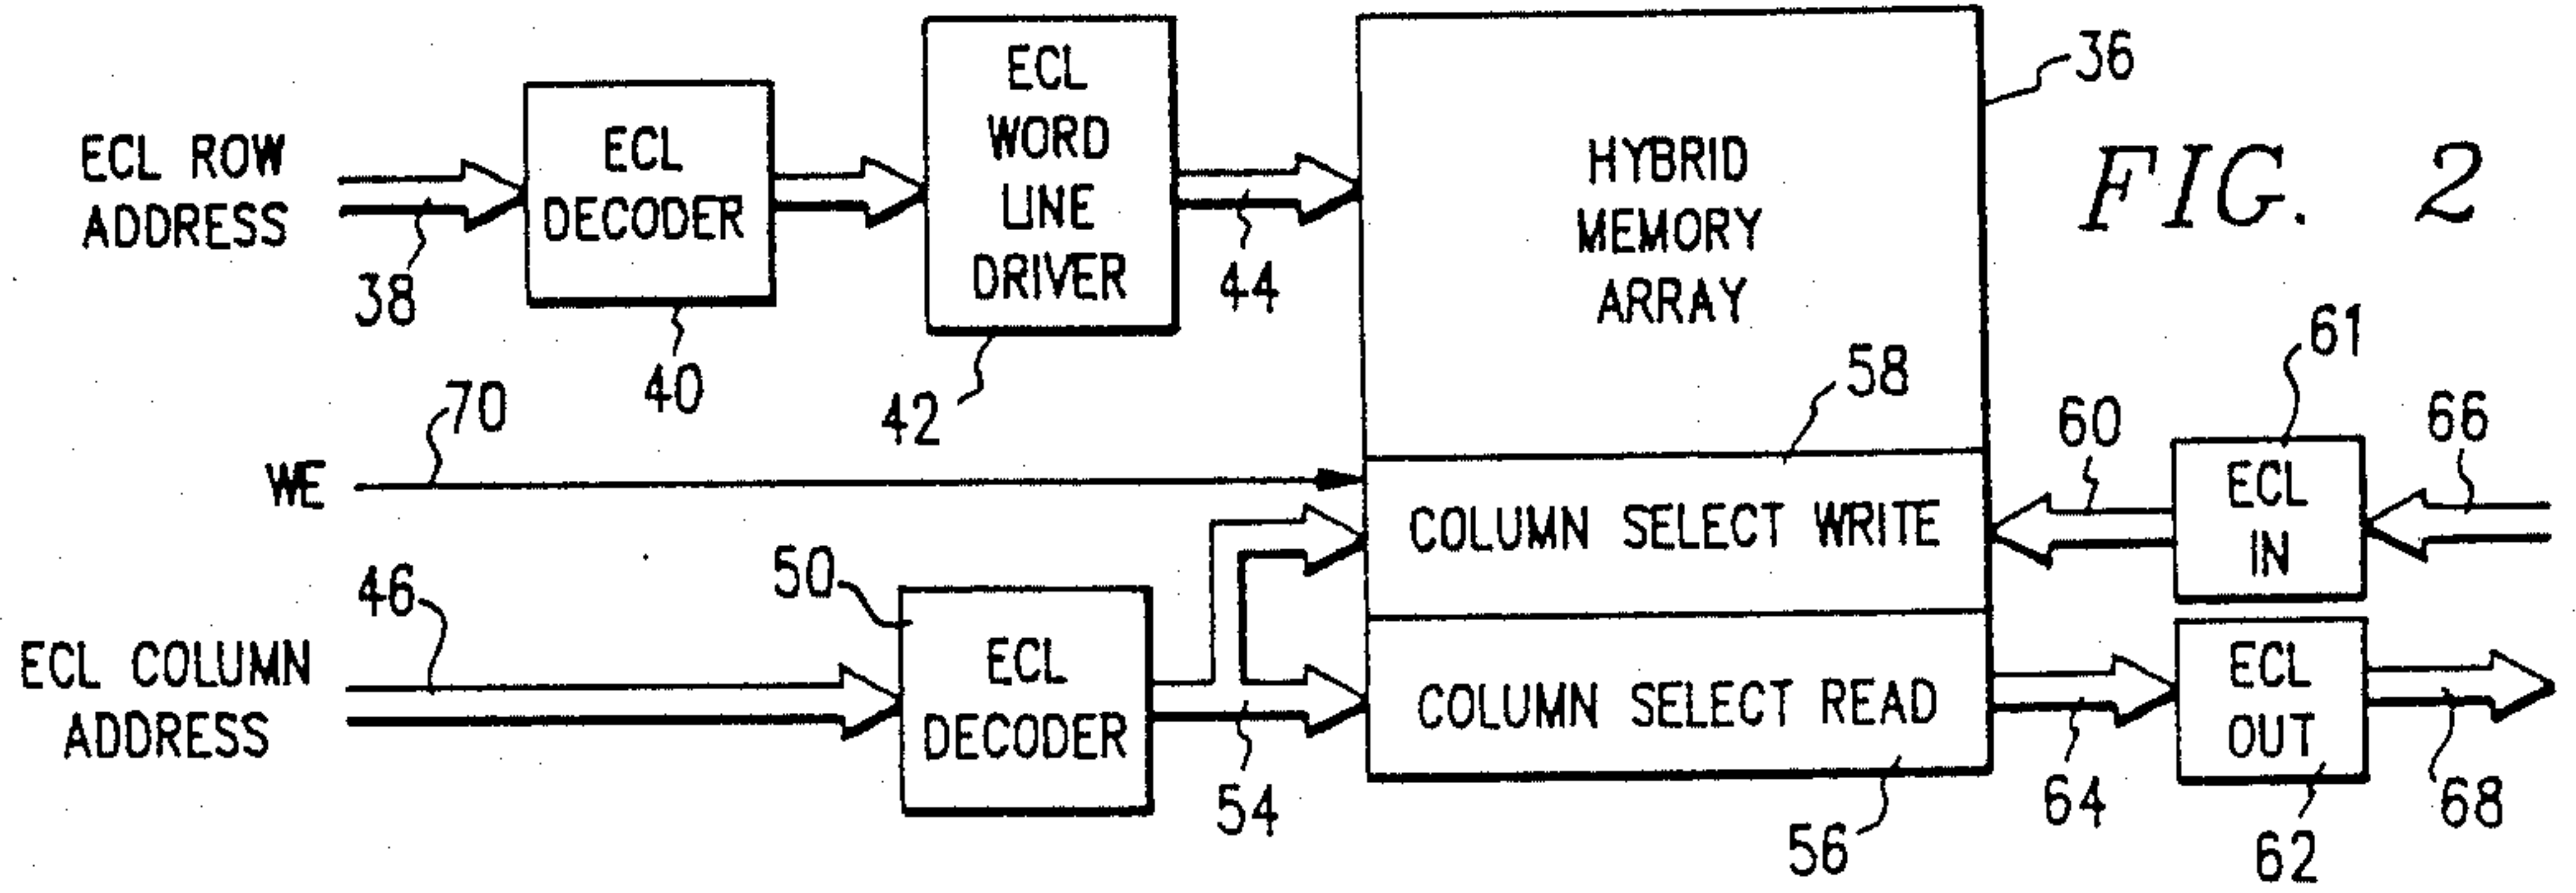 ECL ROW
ADDRESS
38
ECL
DECODER
40
ECL
WORD
LINE
DRIVER
42
44
HYBRID
MEMORY
ARRAY
36
FIG. 2
WE
70
58
COLUMN SELECT WRITE
60
61
ECL
IN
66
ECL COLUMN
ADDRESS
46
50
ECL
DECODER
54
COLUMN SELECT READ
56
64
ECL
OUT
62
68